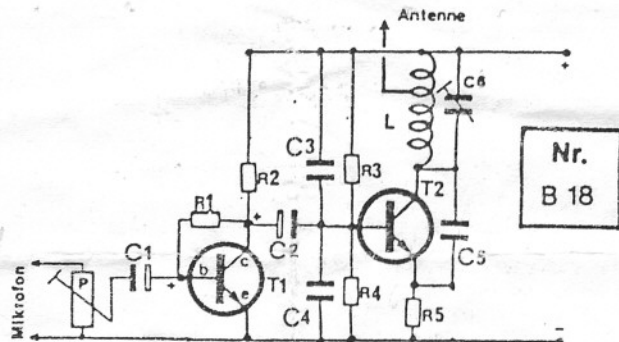 Antenne
+
C6
L
C3
R3
Nr.
B 18
R2
T2
R1
+
C2
C5
C1
b
c
P
+
T1
e
R4
C4
R5
Mikrofon
-